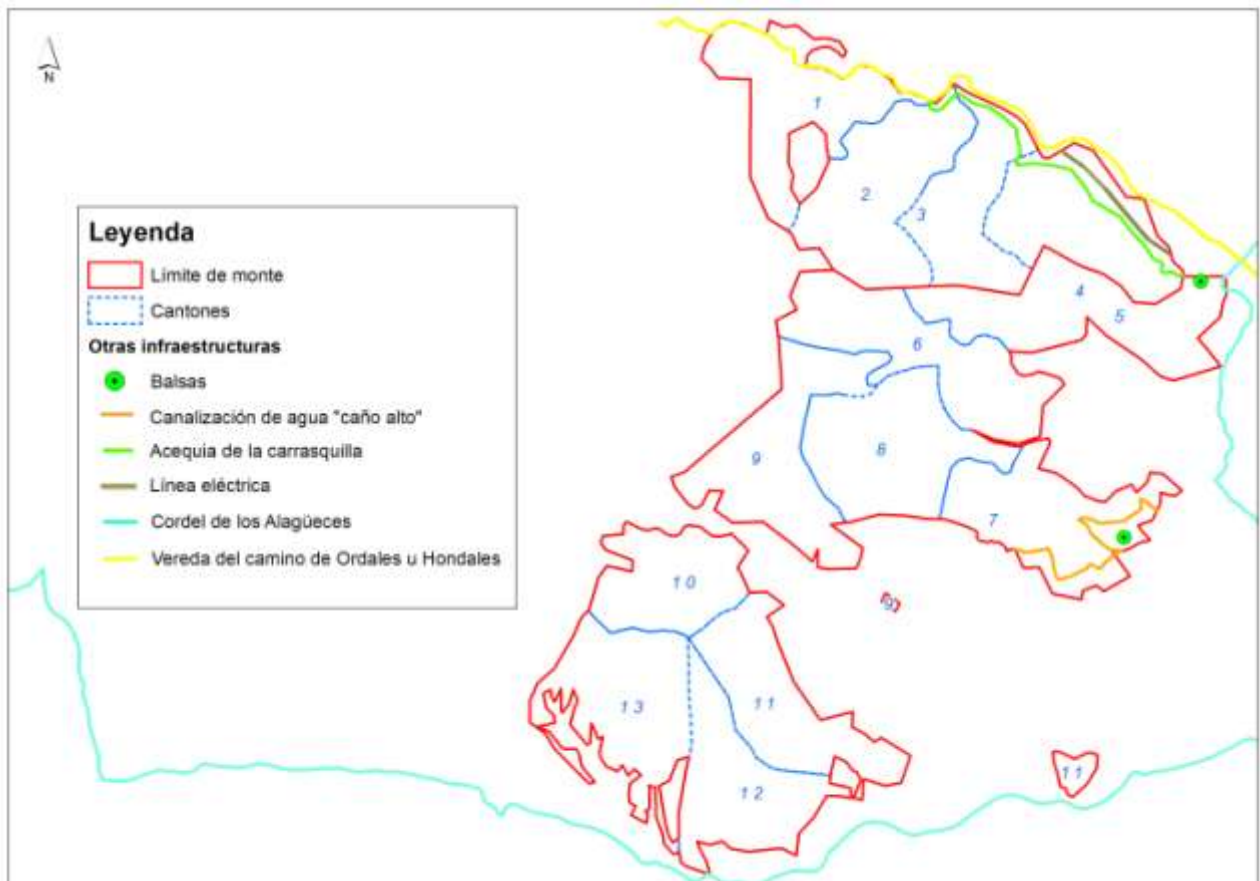 N
Leyenda
Límite de monte
Cantones
Otras infraestructuras
Balsas
Canalización de agua "caño alto"
Acequia de la carrasquilla
Línea eléctrica
Cordel de los Alagüeces
Vereda del camino de Ordales u Hondales
1
2
3
4
5
6
9
8
7
9
10
13
11
11
12